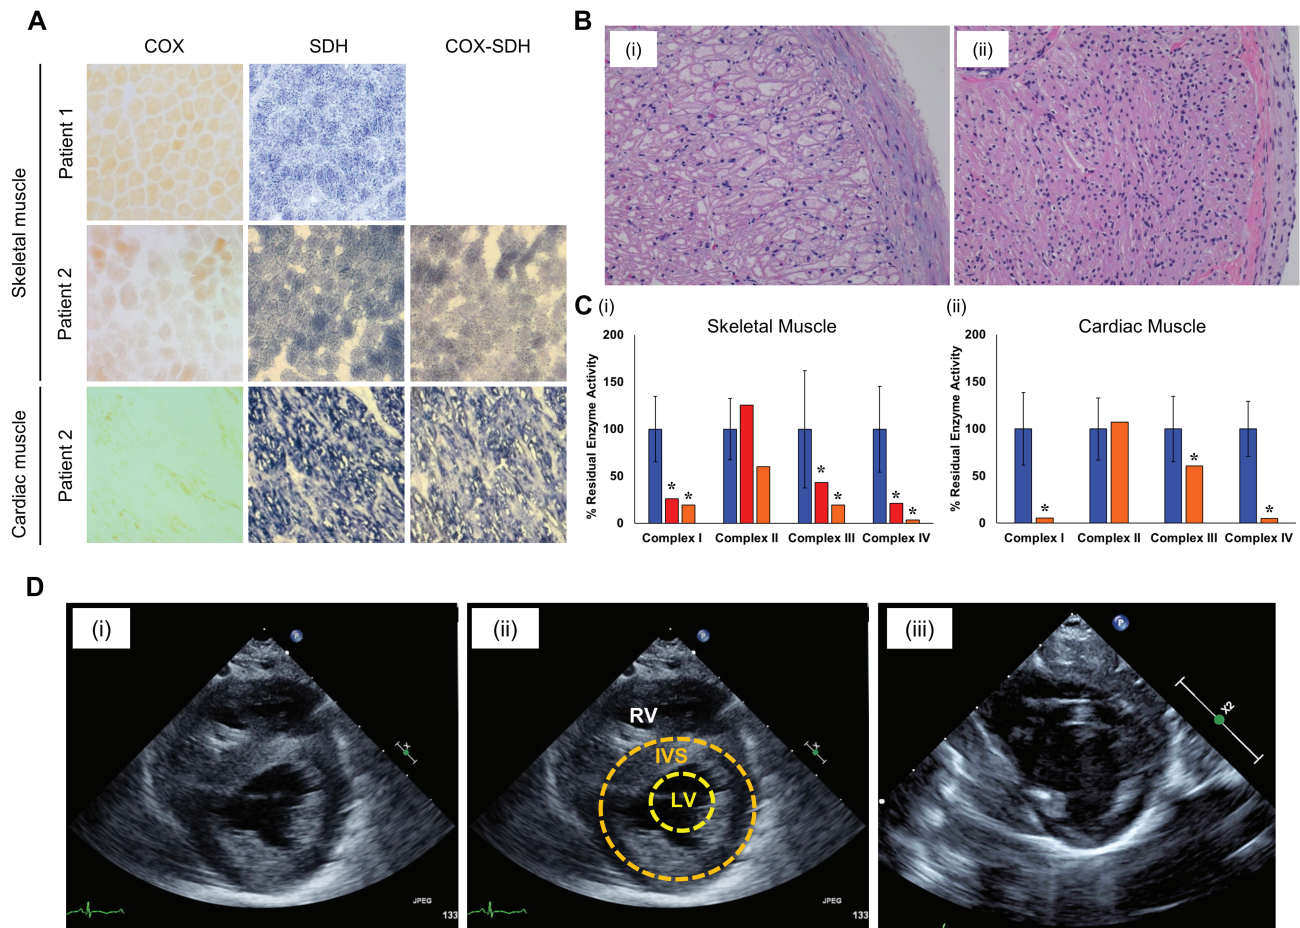 A
COX
SDH
COX-SDH
Skeletal muscle
Patient 1
Patient 2
Cardiac muscle
Patient 2
B
(i)
(ii)
C
(i)
Skeletal Muscle
% Residual Enzyme Activity
200
150
100
50
0
* * * * * *
Complex I
Complex II
Complex III
Complex IV
(ii)
Cardiac Muscle
% Residual Enzyme Activity
200
150
100
50
0
* * *
Complex I
Complex II
Complex III
Complex IV
D
(i)
P
X
JPEG
133
(ii)
P
RV
IVS
LV
X
JPEG
133
(iii)
P
X2